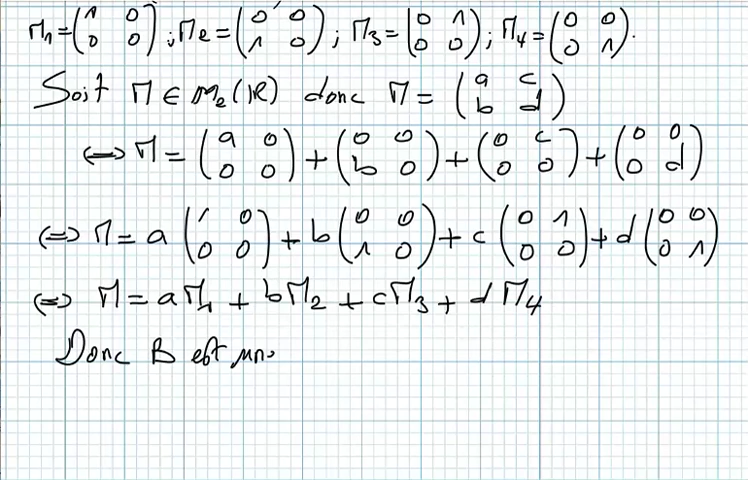 M₁ = (1 0 / 0 0) ; M₂ = (0 0 / 1 0) ; M₃ = (0 1 / 0 0) ; M₄ = (0 0 / 0 1).
Soit M ∈ M₂(ℝ) donc M = (a c / b d)
⟺ M = (a 0 / 0 0) + (0 0 / b 0) + (0 c / 0 0) + (0 0 / 0 d)
⟺ M = a (1 0 / 0 0) + b (0 0 / 1 0) + c (0 1 / 0 0) + d (0 0 / 0 1)
⟺ M = aM₁ + bM₂ + cM₃ + dM₄
Donc B est une